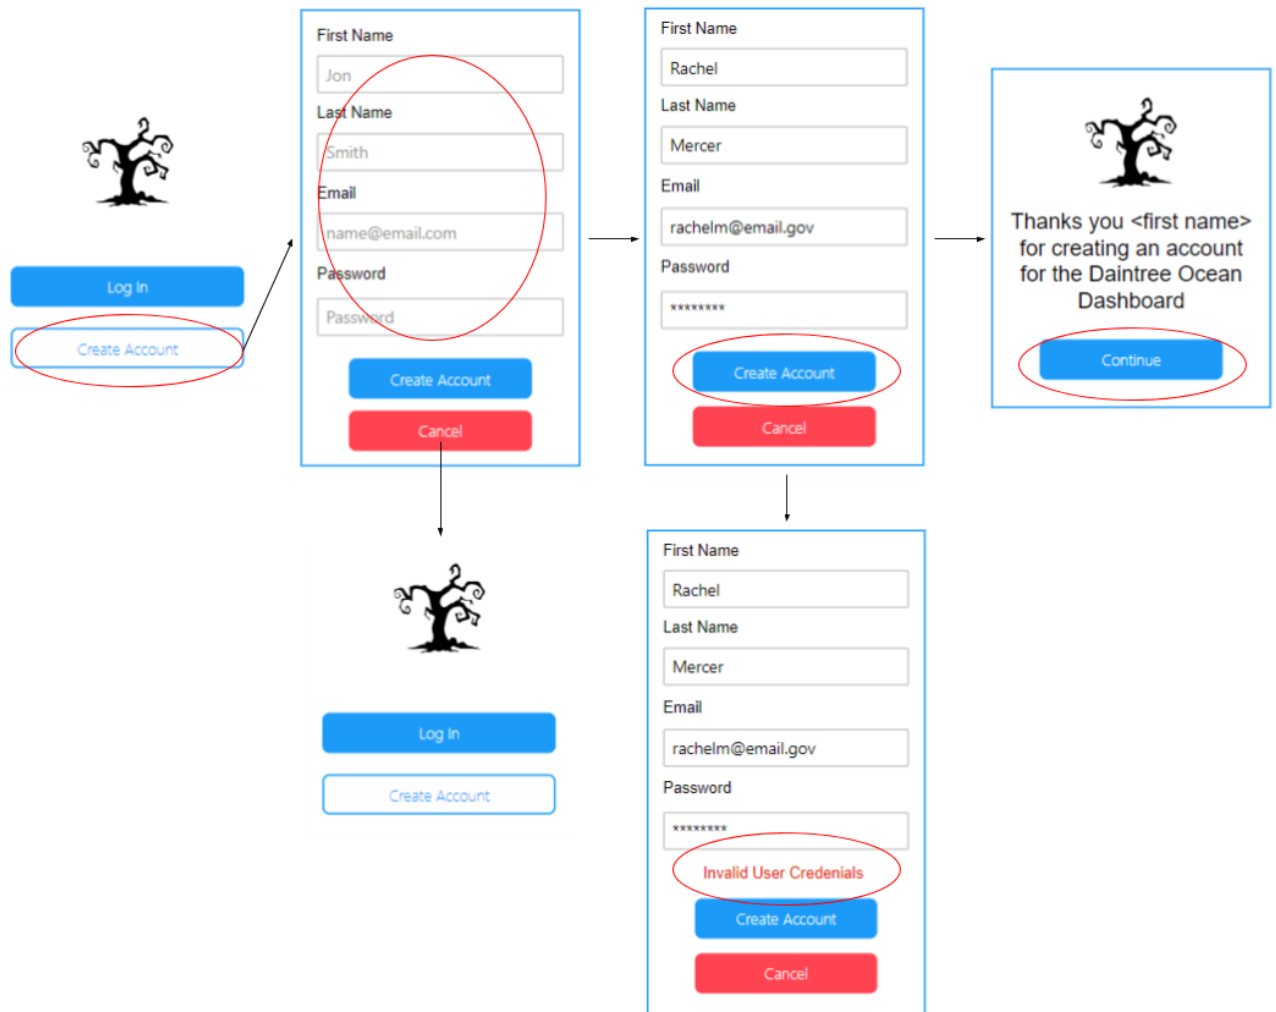 Log In
Create Account
First Name
Jon
Last Name
Smith
Email
name@email.com
Password
Password
Create Account
Cancel
First Name
Rachel
Last Name
Mercer
Email
rachelm@email.gov
Password
********
Create Account
Cancel
Thanks you <first name>
for creating an account
for the Daintree Ocean
Dashboard
Continue
Log In
Create Account
First Name
Rachel
Last Name
Mercer
Email
rachelm@email.gov
Password
********
Invalid User Credenials
Create Account
Cancel